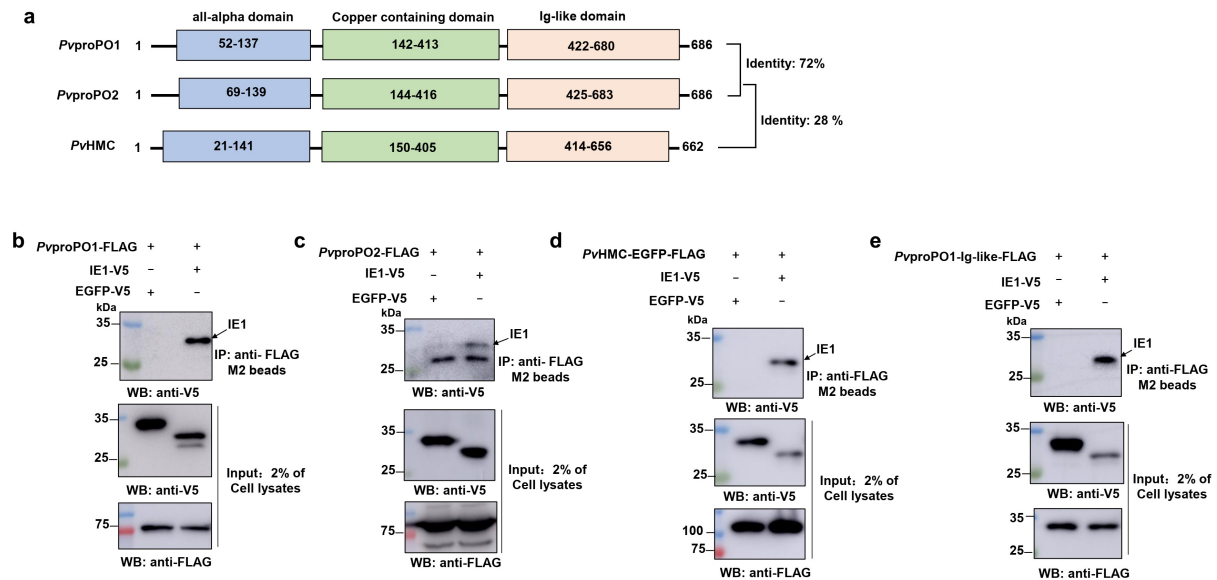 a
all-alpha domain Copper containing domain Ig-like domain
PvproPO1 1 52-137 142-413 422-680 686
Identity: 72%
PvproPO2 1 69-139 144-416 425-683 686
Identity: 28 %
PvHMC 1 21-141 150-405 414-656 662
b
PvproPO1-FLAG + +
IE1-V5 – +
EGFP-V5 + –
kDa
35
IE1
IP: anti- FLAG
M2 beads
25
WB: anti-V5
35
25
Input: 2% of
Cell lysates
WB: anti-V5
75
WB: anti-FLAG
c
PvproPO2-FLAG + +
IE1-V5 – +
EGFP-V5 + –
kDa
35
IE1
IP: anti- FLAG
M2 beads
25
WB: anti-V5
35
25
Input: 2% of
Cell lysates
WB: anti-V5
75
WB: anti-FLAG
d
PvHMC-EGFP-FLAG + +
IE1-V5 – +
EGFP-V5 + –
kDa
35
IE1
IP: anti-FLAG
M2 beads
25
WB: anti-V5
35
25
Input: 2% of
Cell lysates
WB: anti-V5
100
75
WB: anti-FLAG
e
PvproPO1-Ig-like-FLAG + +
IE1-V5 – +
EGFP-V5 + –
kDa
35
IE1
IP: anti-FLAG
M2 beads
25
WB: anti-V5
35
25
Input: 2% of
Cell lysates
WB: anti-V5
35
25
WB: anti-FLAG